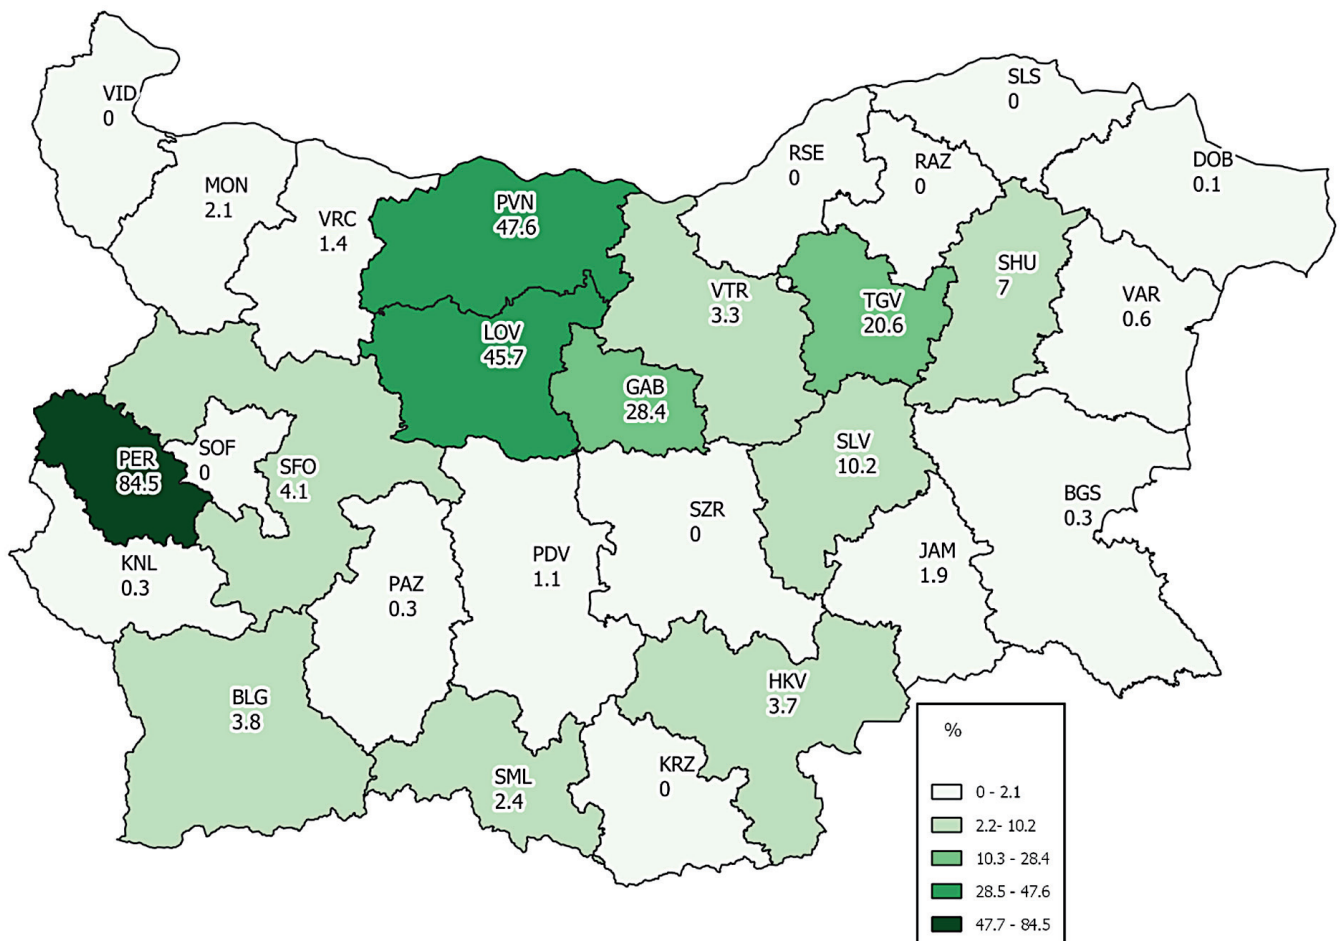 VID
0
SLS
0
RSE
0
RAZ
0
DOB
0.1
MON
2.1
VRC
1.4
PVN
47.6
SHU
7
VTR
3.3
TGV
20.6
VAR
0.6
LOV
45.7
GAB
28.4
PER
84.5
SOF
0
SFO
4.1
SLV
10.2
BGS
0.3
SZR
0
KNL
0.3
PAZ
0.3
PDV
1.1
JAM
1.9
BLG
3.8
HKV
3.7
SML
2.4
KRZ
0
%
0 - 2.1
2.2- 10.2
10.3 - 28.4
28.5 - 47.6
47.7 - 84.5